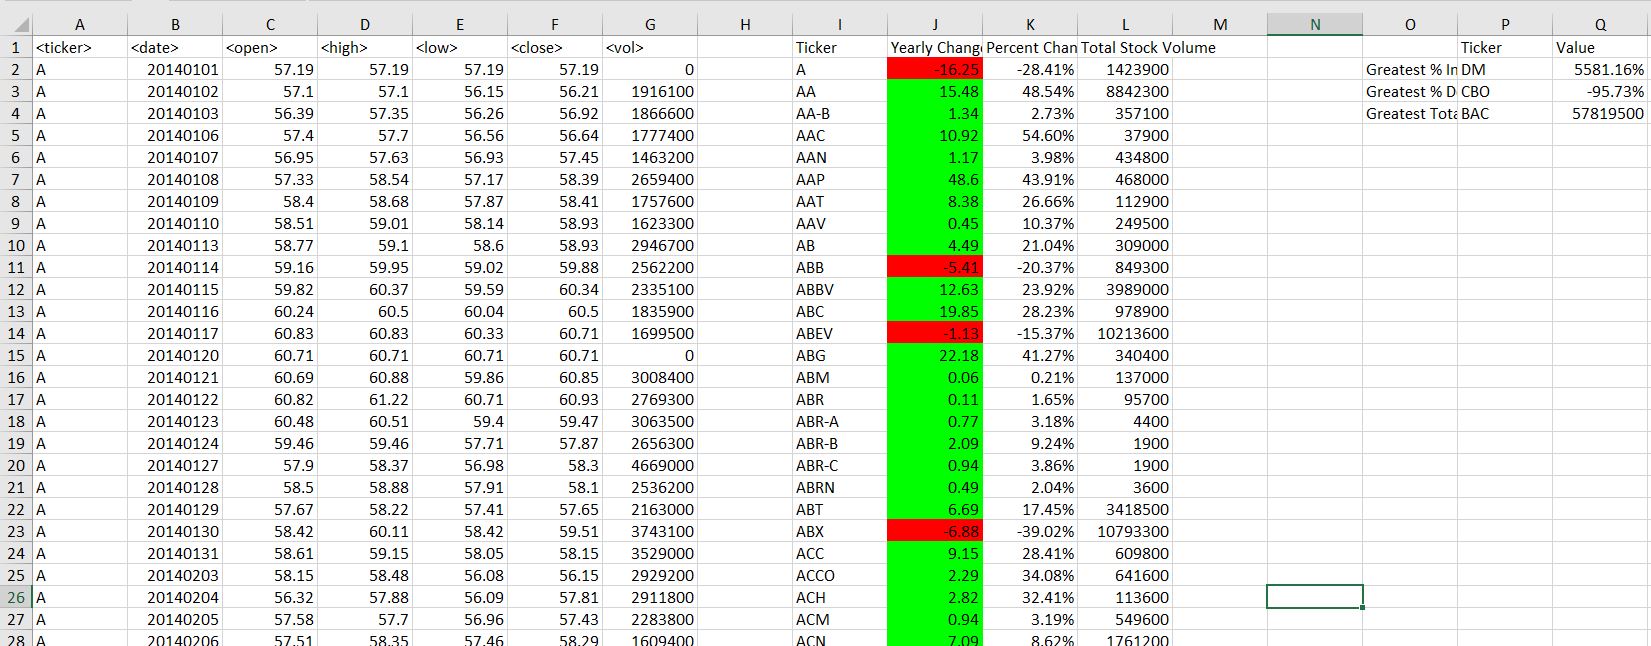 A B C D E F G H I J K L M N O P Q
1 <ticker> <date> <open> <high> <low> <close> <vol> Ticker Yearly Chang Percent Chan Total Stock Volume Ticker Value
2 A 20140101 57.19 57.19 57.19 57.19 0 A -16.25 -28.41% 1423900 Greatest % In DM 5581.16%
3 A 20140102 57.1 57.1 56.15 56.21 1916100 AA 15.48 48.54% 8842300 Greatest % D CBO -95.73%
4 A 20140103 56.39 57.35 56.26 56.92 1866600 AA-B 1.34 2.73% 357100 Greatest Tota BAC 57819500
5 A 20140106 57.4 57.7 56.56 56.64 1777400 AAC 10.92 54.60% 37900
6 A 20140107 56.95 57.63 56.93 57.45 1463200 AAN 1.17 3.98% 434800
7 A 20140108 57.33 58.54 57.17 58.39 2659400 AAP 48.6 43.91% 468000
8 A 20140109 58.4 58.68 57.87 58.41 1757600 AAT 8.38 26.66% 112900
9 A 20140110 58.51 59.01 58.14 58.93 1623300 AAV 0.45 10.37% 249500
10 A 20140113 58.77 59.1 58.6 58.93 2946700 AB 4.49 21.04% 309000
11 A 20140114 59.16 59.95 59.02 59.88 2562200 ABB -5.41 -20.37% 849300
12 A 20140115 59.82 60.37 59.59 60.34 2335100 ABBV 12.63 23.92% 3989000
13 A 20140116 60.24 60.5 60.04 60.5 1835900 ABC 19.85 28.23% 978900
14 A 20140117 60.83 60.83 60.33 60.71 1699500 ABEV -1.13 -15.37% 10213600
15 A 20140120 60.71 60.71 60.71 60.71 0 ABG 22.18 41.27% 340400
16 A 20140121 60.69 60.88 59.86 60.85 3008400 ABM 0.06 0.21% 137000
17 A 20140122 60.82 61.22 60.71 60.93 2769300 ABR 0.11 1.65% 95700
18 A 20140123 60.48 60.51 59.4 59.47 3063500 ABR-A 0.77 3.18% 4400
19 A 20140124 59.46 59.46 57.71 57.87 2656300 ABR-B 2.09 9.24% 1900
20 A 20140127 57.9 58.37 56.98 58.3 4669000 ABR-C 0.94 3.86% 1900
21 A 20140128 58.5 58.88 57.91 58.1 2536200 ABRN 0.49 2.04% 3600
22 A 20140129 57.67 58.22 57.41 57.65 2163000 ABT 6.69 17.45% 3418500
23 A 20140130 58.42 60.11 58.42 59.51 3743100 ABX -6.88 -39.02% 10793300
24 A 20140131 58.61 59.15 58.05 58.15 3529000 ACC 9.15 28.41% 609800
25 A 20140203 58.15 58.48 56.08 56.15 2929200 ACCO 2.29 34.08% 641600
26 A 20140204 56.32 57.88 56.09 57.81 2911800 ACH 2.82 32.41% 113600
27 A 20140205 57.58 57.7 56.96 57.43 2283800 ACM 0.94 3.19% 549600
28 A 20140206 57.51 58.35 57.46 58.29 1609400 ACN 7.09 8.62% 1761200